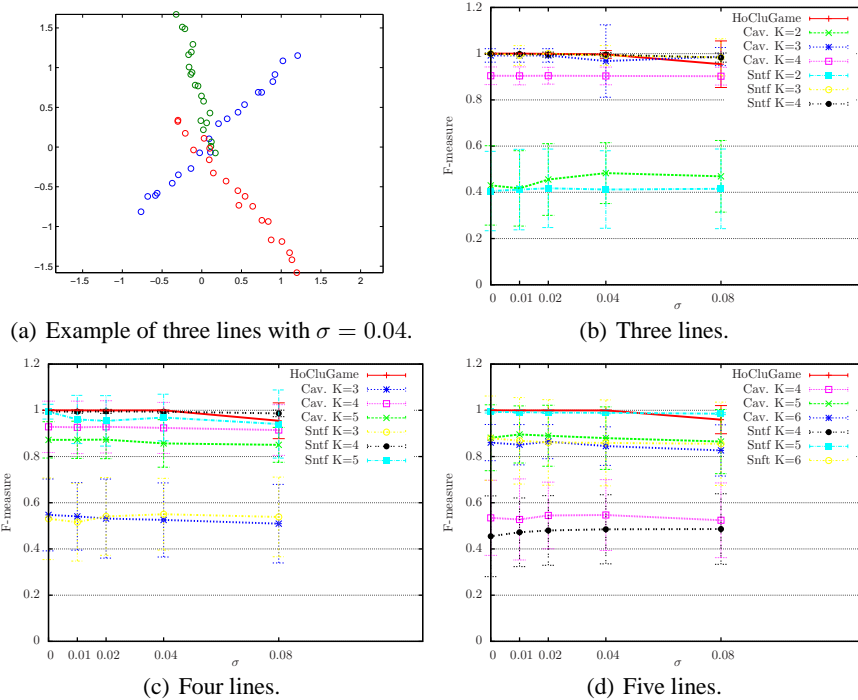 1.5
1
0.5
0
−0.5
−1
−1.5
−1.5 −1 −0.5 0 0.5 1 1.5 2
(a) Example of three lines with σ = 0.04.
1.2
1
0.8
0.6
0.4
0.2
0
F-measure
0 0.01 0.02 0.04 0.08
σ
HoCluGame
Cav. K=2
Cav. K=3
Cav. K=4
Sntf K=2
Sntf K=3
Sntf K=4
(b) Three lines.
1.2
1
0.8
0.6
0.4
0.2
0
F-measure
0 0.01 0.02 0.04 0.08
σ
HoCluGame
Cav. K=3
Cav. K=4
Cav. K=5
Sntf K=3
Sntf K=4
Sntf K=5
(c) Four lines.
1.2
1
0.8
0.6
0.4
0.2
0
F-measure
0 0.01 0.02 0.04 0.08
σ
HoCluGame
Cav. K=4
Cav. K=5
Cav. K=6
Sntf K=4
Sntf K=5
Snft K=6
(d) Five lines.